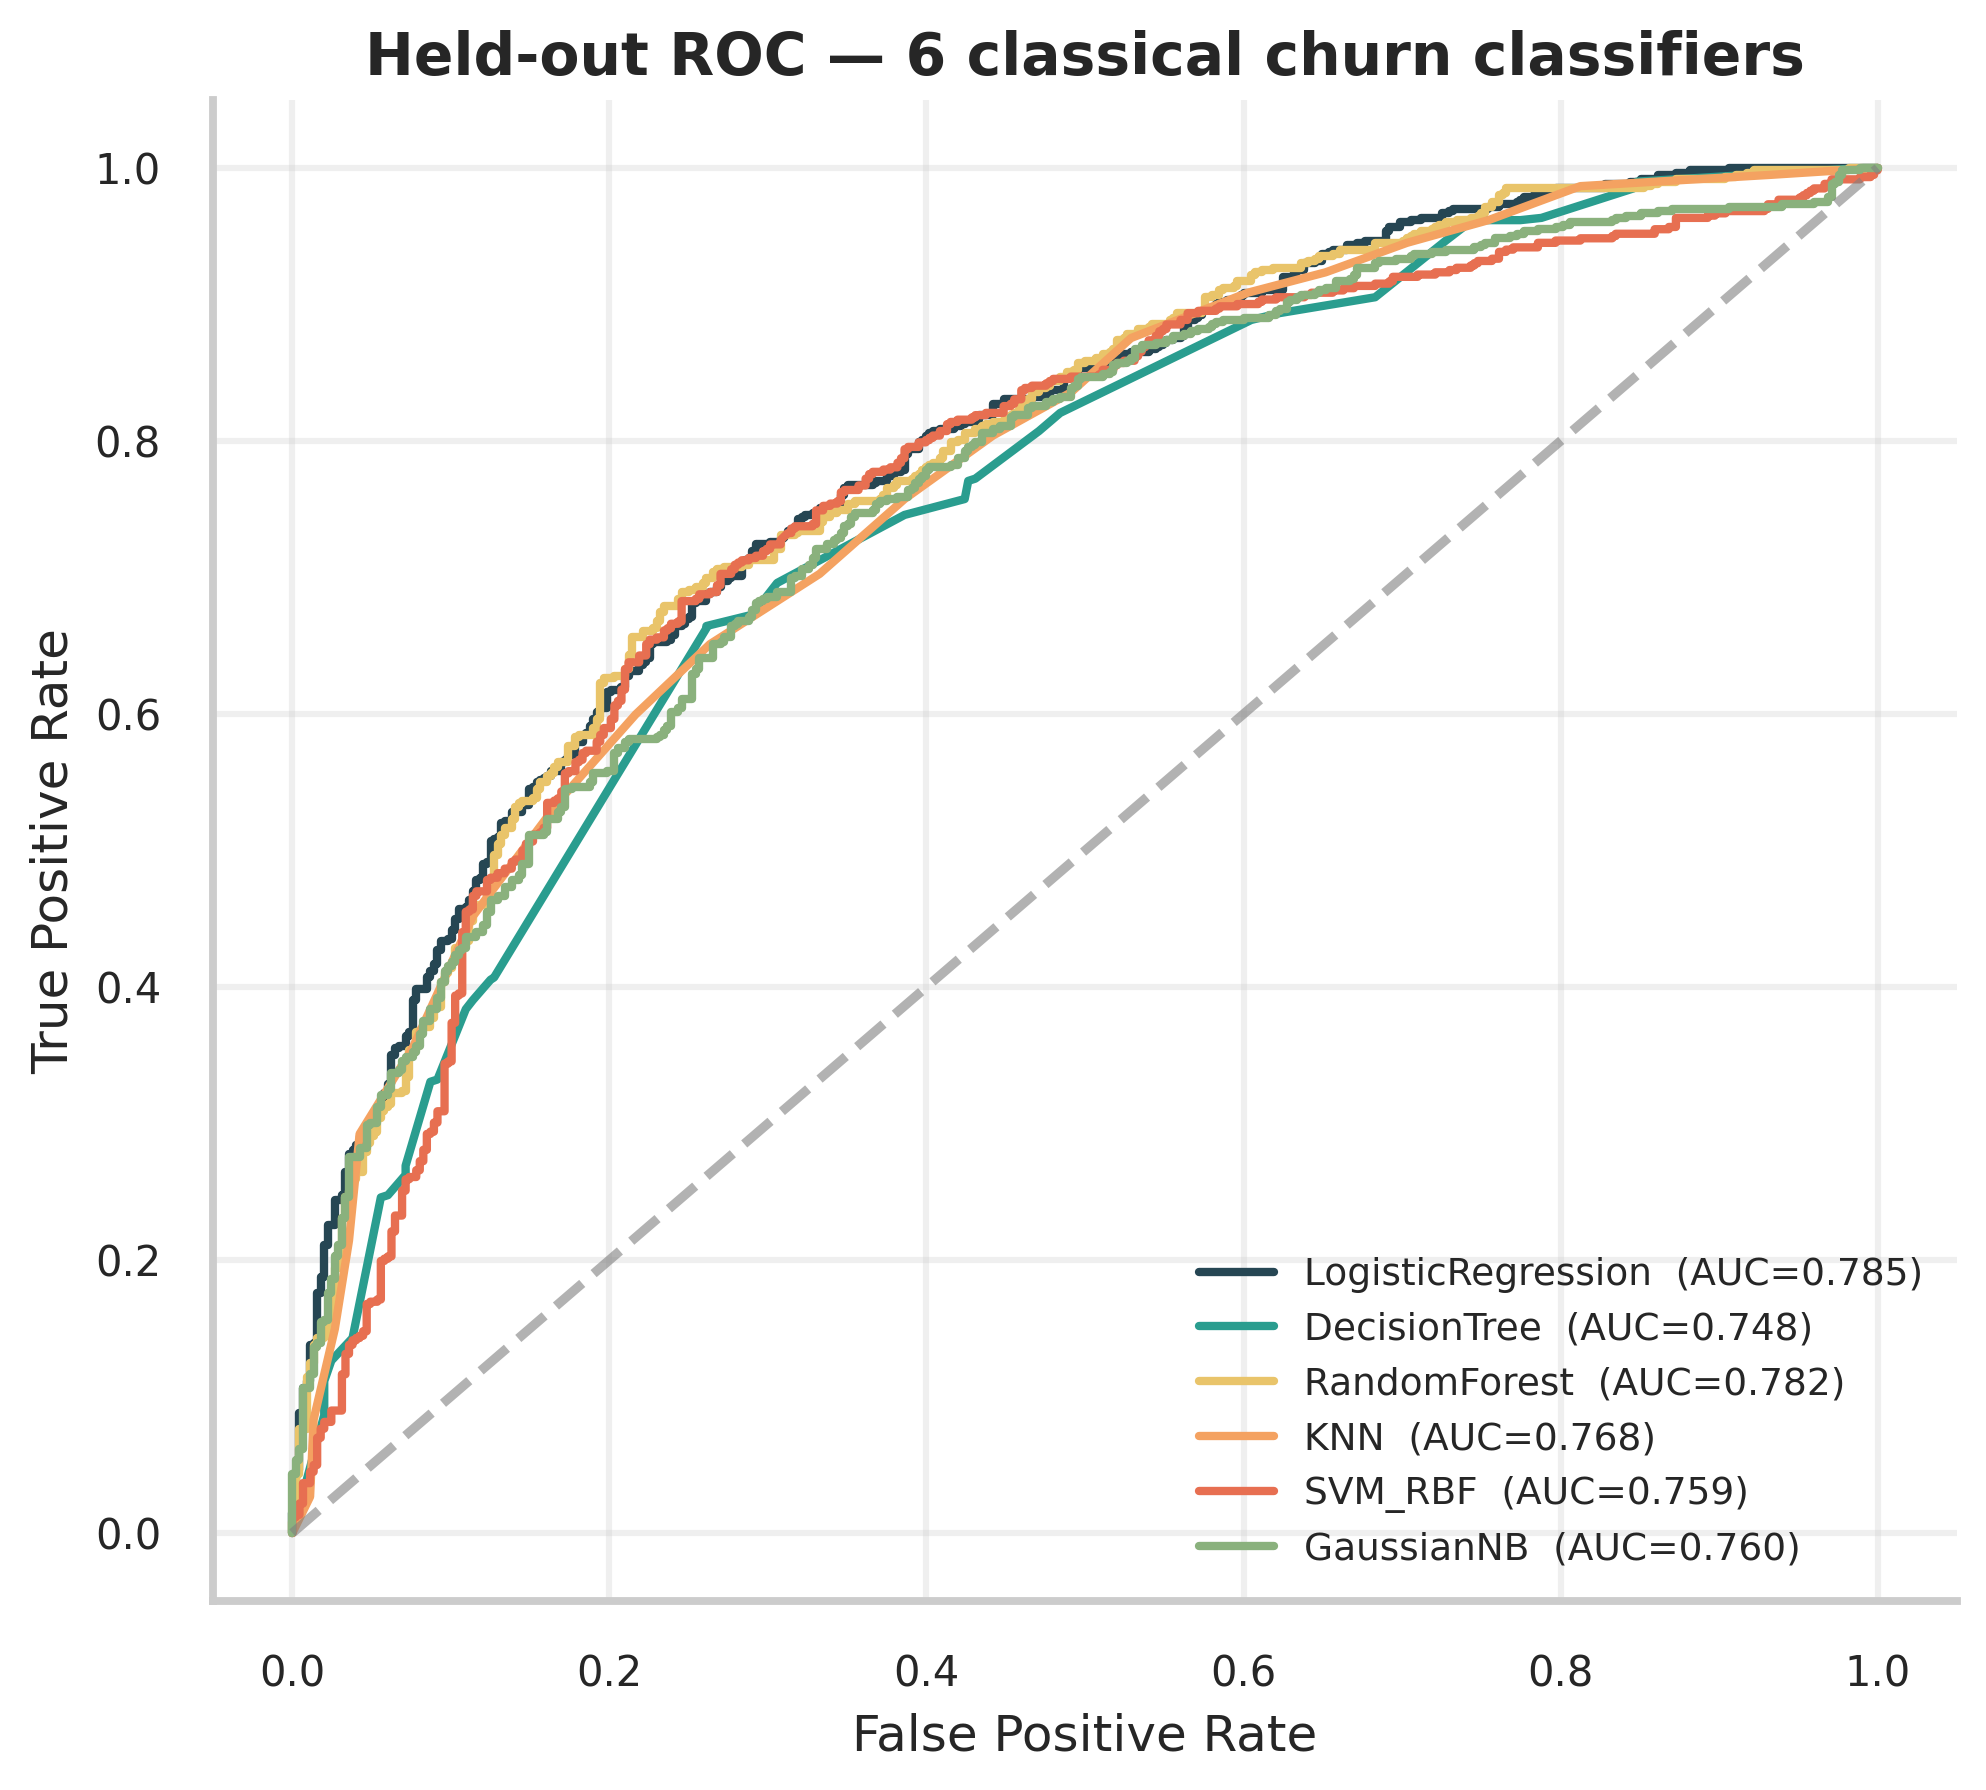 Held-out ROC — 6 classical churn classifiers
True Positive Rate
1.0
0.8
0.6
0.4
0.2
0.0
LogisticRegression (AUC=0.785)
DecisionTree (AUC=0.748)
RandomForest (AUC=0.782)
KNN (AUC=0.768)
SVM_RBF (AUC=0.759)
GaussianNB (AUC=0.760)
0.0 0.2 0.4 0.6 0.8 1.0
False Positive Rate